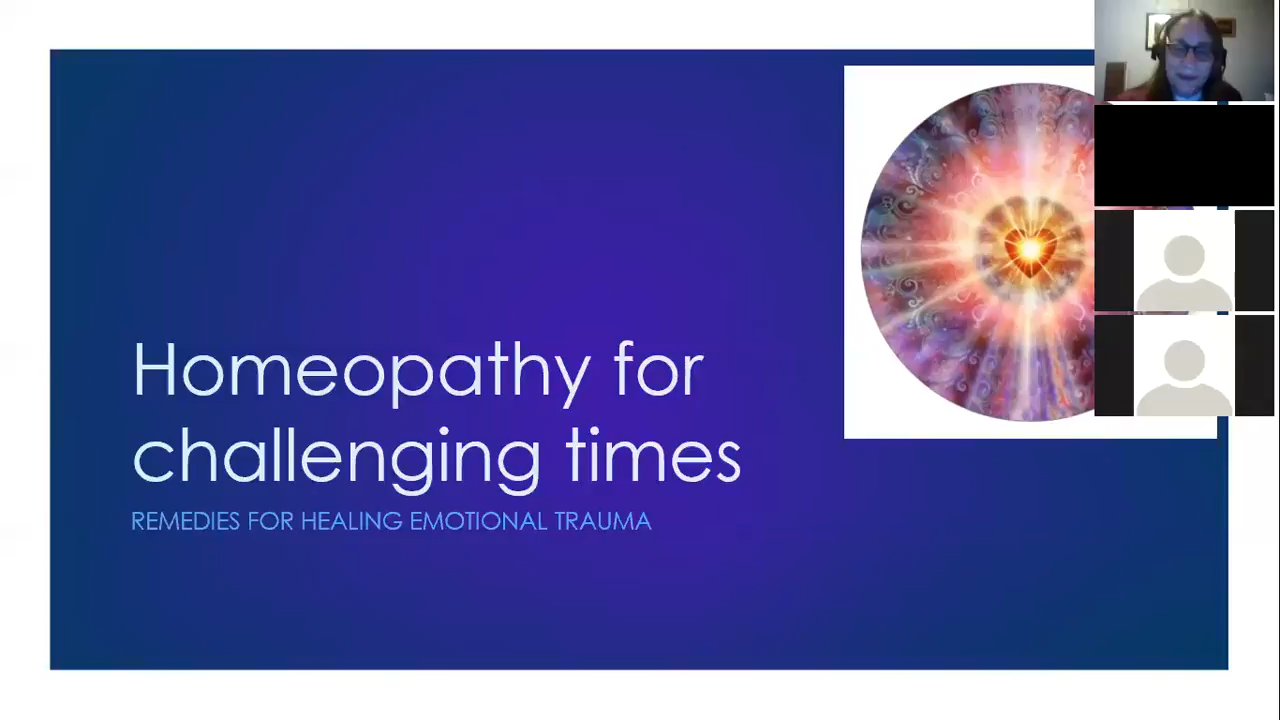 Homeopathy for
challenging times
REMEDIES FOR HEALING EMOTIONAL TRAUMA